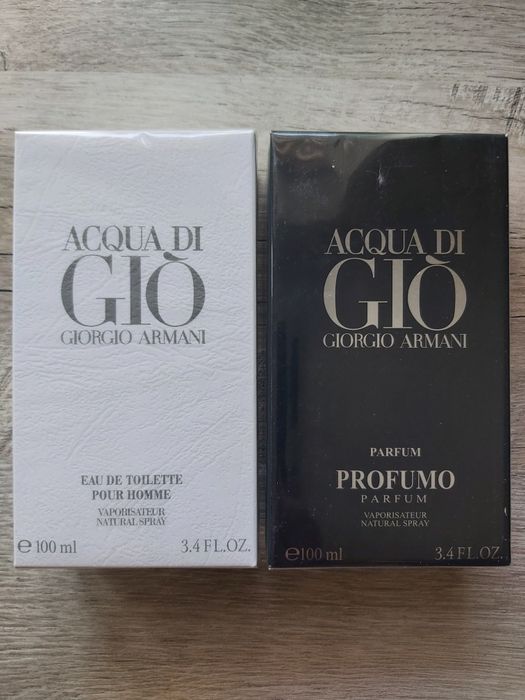 ACQUA DI
GIÒ
GIORGIO ARMANI
EAU DE TOILETTE
POUR HOMME
VAPORISATEUR
NATURAL SPRAY
℮ 100 ml 3.4 FL.OZ.
ACQUA DI
GIÒ
GIORGIO ARMANI
PARFUM
PROFUMO
PARFUM
VAPORISATEUR
NATURAL SPRAY
℮100 ml 3.4 FL.OZ.